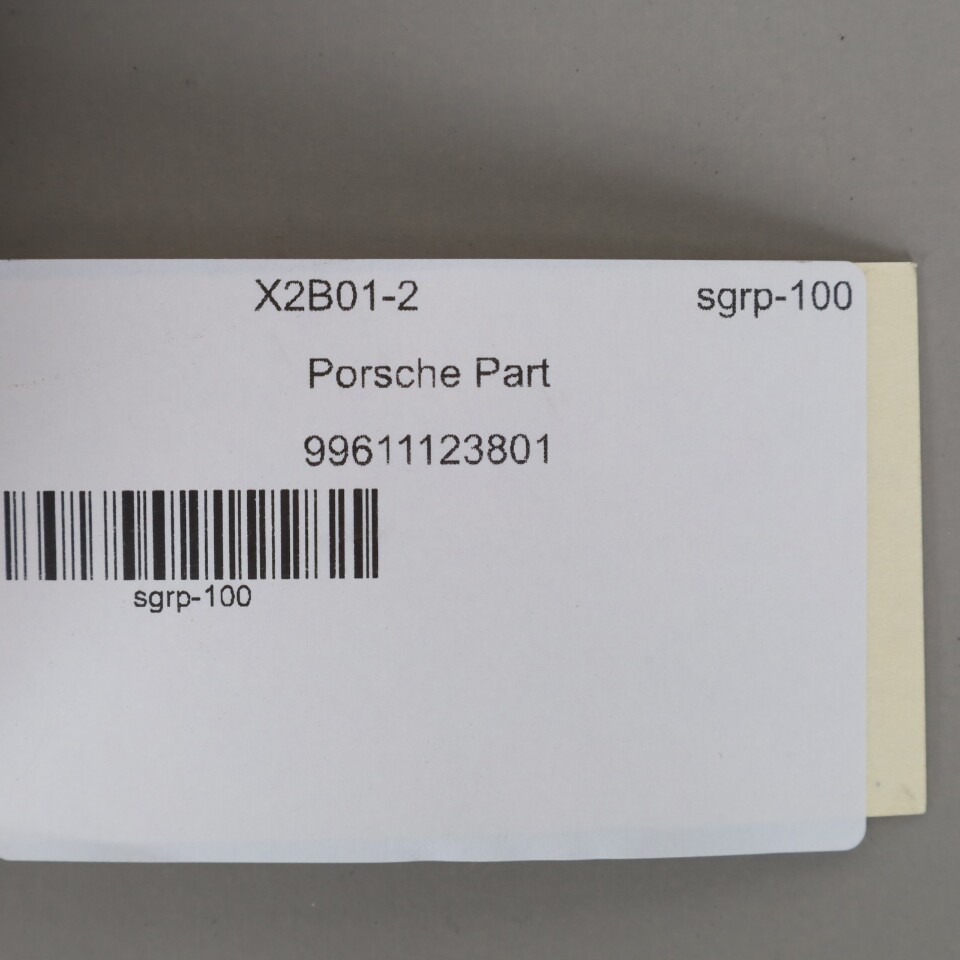 X2B01-2 sgrp-100
Porsche Part
99611123801
sgrp-100